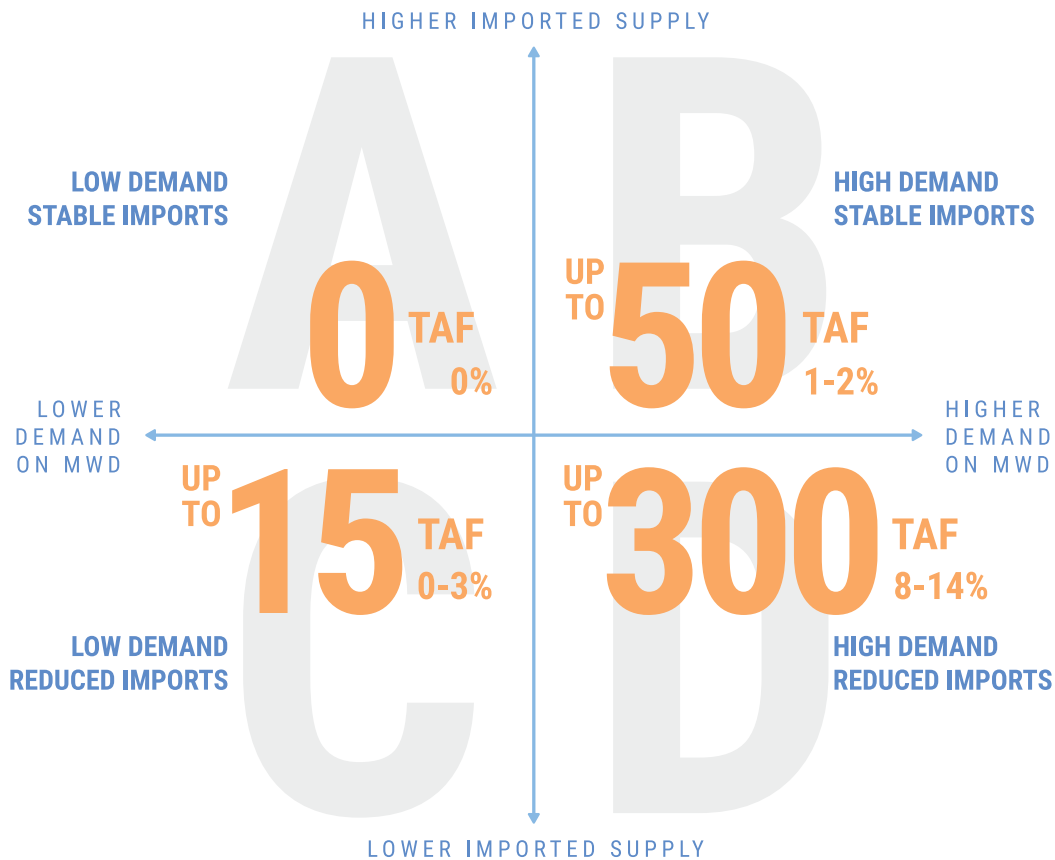 HIGHER IMPORTED SUPPLY
A
LOW DEMAND
STABLE IMPORTS
0 TAF
0%
B
HIGH DEMAND
STABLE IMPORTS
UP
TO
50 TAF
1-2%
LOWER
DEMAND
ON MWD
HIGHER
DEMAND
ON MWD
C
UP
TO
15 TAF
0-3%
LOW DEMAND
REDUCED IMPORTS
D
UP
TO
300 TAF
8-14%
HIGH DEMAND
REDUCED IMPORTS
LOWER IMPORTED SUPPLY